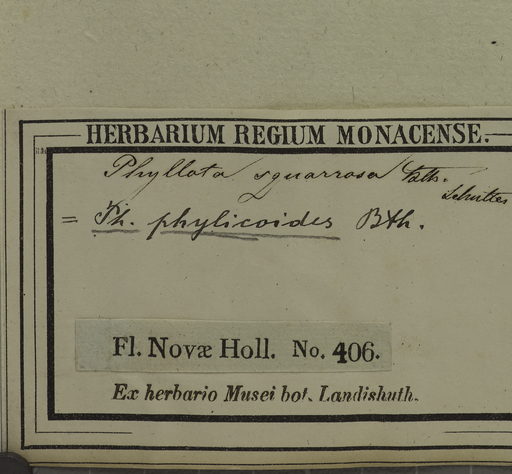 HERBARIUM REGIUM MONACENSE.
Phyllota squarrosa Bth.
Schultes
= Ph. phylicoides Bth.
Fl. Novæ Holl. No. 406.
Ex herbario Musei bot. Landishuth.